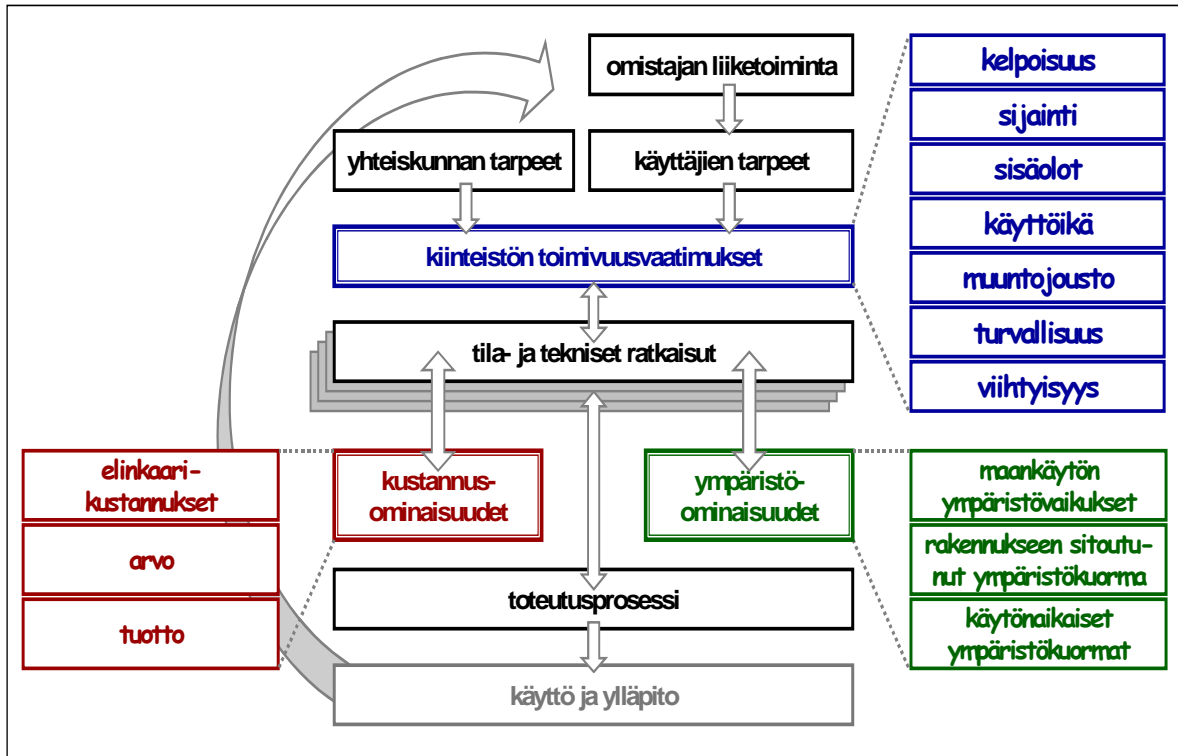 omistajan liiketoiminta
yhteiskunnan tarpeet
käyttäjien tarpeet
kiinteistön toimivuusvaatimukset
tila- ja tekniset ratkaisut
kelpoisuus
sijainti
sisäolot
käyttöikä
muuntojousto
turvallisuus
viihtyisyys
elinkaari-
kustannukset
arvo
tuotto
kustannus-
ominaisuudet
ympäristö-
ominaisuudet
maankäytön
ympäristövaikukset
rakennukseen sitoutu-
nut ympäristökuorma
käytönaikaiset
ympäristökuormat
toteutusprosessi
käyttö ja ylläpito